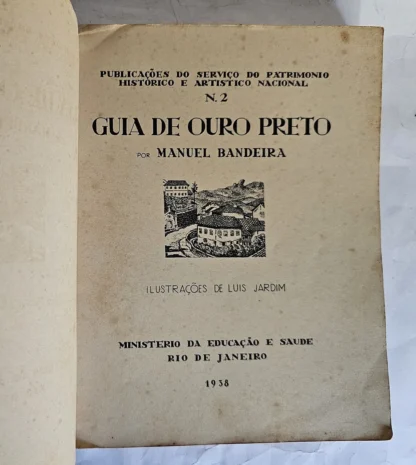 PUBLICAÇÕES DO SERVIÇO DO PATRIMONIO
HISTÓRICO E ARTISTICO NACIONAL
N. 2
GUIA DE OURO PRETO
POR MANUEL BANDEIRA
ILUSTRAÇÕES DE LUIS JARDIM
MINISTERIO DA EDUCAÇÃO E SAUDE
RIO DE JANEIRO
1938